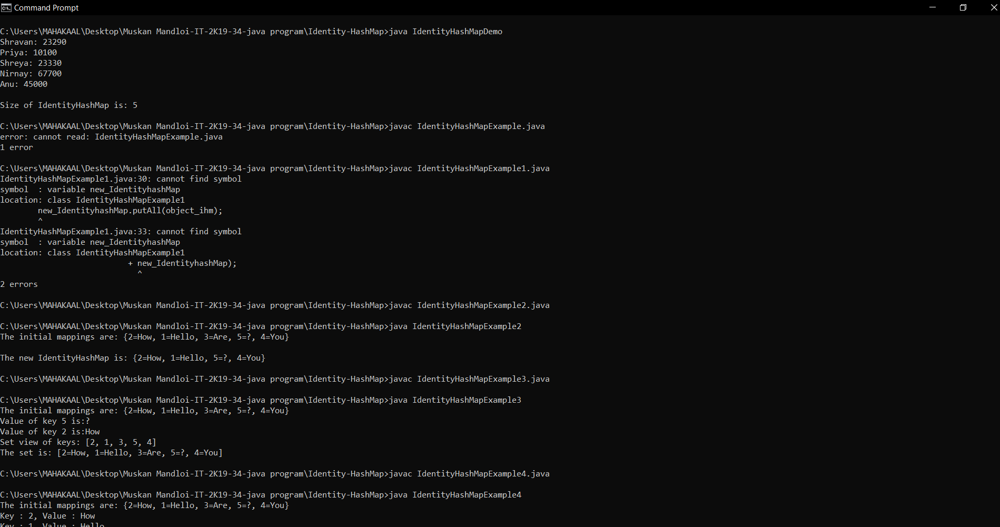 Command Prompt
C:\Users\MAHAKAAL\Desktop\Muskan Mandloi-IT-2K19-34-java program\Identity-HashMap>java IdentityHashMapDemo
Shravan: 23290
Priya: 10100
Shreya: 23330
Nirnay: 67700
Anu: 45000
Size of IdentityHashMap is: 5
C:\Users\MAHAKAAL\Desktop\Muskan Mandloi-IT-2K19-34-java program\Identity-HashMap>javac IdentityHashMapExample.java
error: cannot read: IdentityHashMapExample.java
1 error
C:\Users\MAHAKAAL\Desktop\Muskan Mandloi-IT-2K19-34-java program\Identity-HashMap>javac IdentityHashMapExample1.java
IdentityHashMapExample1.java:30: cannot find symbol
symbol  : variable new_IdentityhashMap
location: class IdentityHashMapExample1
        new_IdentityhashMap.putAll(object_ihm);
        ^
IdentityHashMapExample1.java:33: cannot find symbol
symbol  : variable new_IdentityhashMap
location: class IdentityHashMapExample1
                           + new_IdentityhashMap);
                             ^
2 errors
C:\Users\MAHAKAAL\Desktop\Muskan Mandloi-IT-2K19-34-java program\Identity-HashMap>javac IdentityHashMapExample2.java
C:\Users\MAHAKAAL\Desktop\Muskan Mandloi-IT-2K19-34-java program\Identity-HashMap>java IdentityHashMapExample2
The initial mappings are: {2=How, 1=Hello, 3=Are, 5=?, 4=You}
The new IdentityHashMap is: {2=How, 1=Hello, 5=?, 4=You}
C:\Users\MAHAKAAL\Desktop\Muskan Mandloi-IT-2K19-34-java program\Identity-HashMap>javac IdentityHashMapExample3.java
C:\Users\MAHAKAAL\Desktop\Muskan Mandloi-IT-2K19-34-java program\Identity-HashMap>java IdentityHashMapExample3
The initial mappings are: {2=How, 1=Hello, 3=Are, 5=?, 4=You}
Value of key 5 is:?
Value of key 2 is:How
Set view of keys: [2, 1, 3, 5, 4]
The set is: [2=How, 1=Hello, 3=Are, 5=?, 4=You]
C:\Users\MAHAKAAL\Desktop\Muskan Mandloi-IT-2K19-34-java program\Identity-HashMap>javac IdentityHashMapExample4.java
C:\Users\MAHAKAAL\Desktop\Muskan Mandloi-IT-2K19-34-java program\Identity-HashMap>java IdentityHashMapExample4
The initial mappings are: {2=How, 1=Hello, 3=Are, 5=?, 4=You}
Key : 2, Value : How
Key : 1, Value : Hello